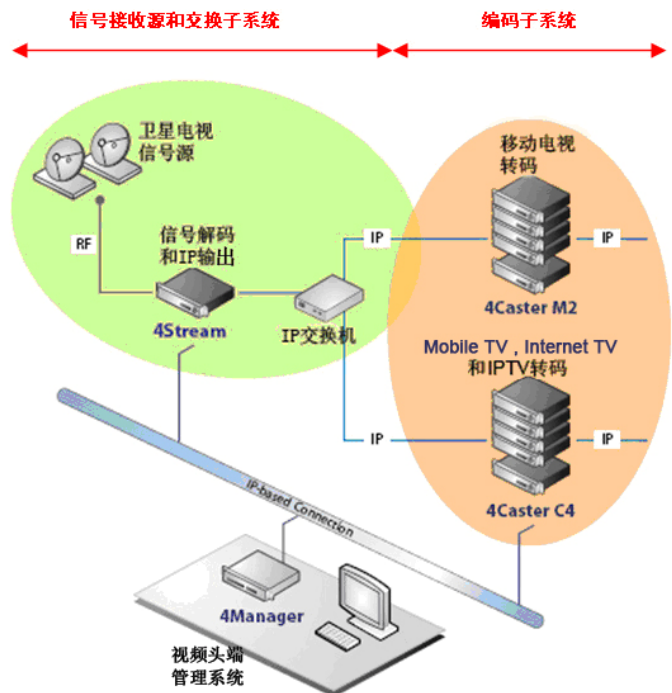 信号接收源和交换子系统
编码子系统
卫星电视
信号源
移动电视
转码
RF
信号解码
和IP输出
IP
IP
4Stream
IP交换机
4Caster M2
Mobile TV , Internet TV
和IPTV转码
IP
IP
4Caster C4
IP-based Connection
4Manager
视频头端
管理系统